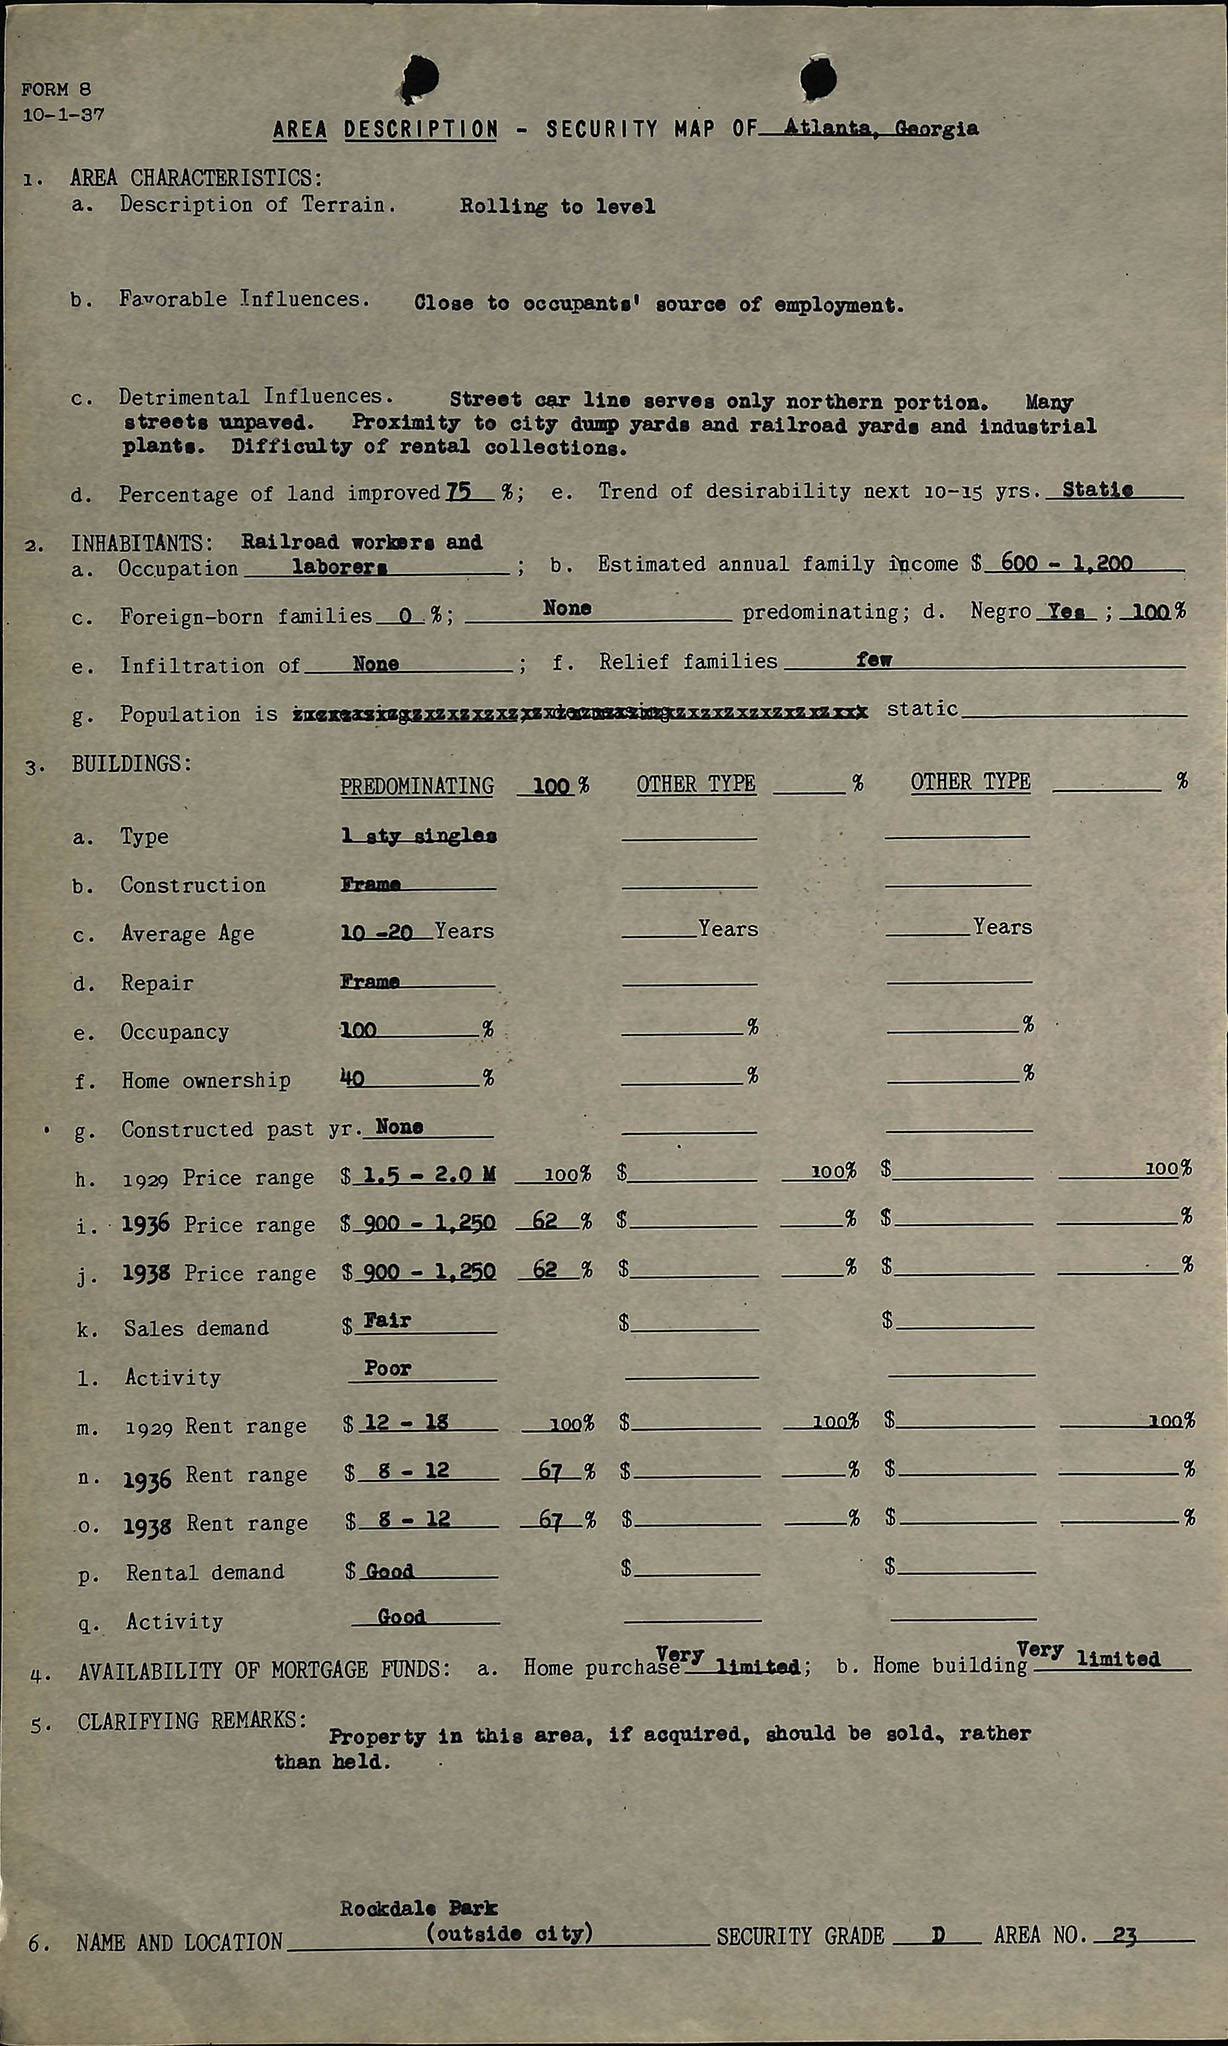 FORM 8
10-1-37
AREA DESCRIPTION - SECURITY MAP OF Atlanta, Georgia
1. AREA CHARACTERISTICS:
a. Description of Terrain. Rolling to level
b. Favorable Influences. Close to occupants' source of employment.
c. Detrimental Influences. Street car line serves only northern portion. Many
streets unpaved. Proximity to city dump yards and railroad yards and industrial
plants. Difficulty of rental collections.
d. Percentage of land improved 75 %; e. Trend of desirability next 10-15 yrs. Static
2. INHABITANTS: Railroad workers and
a. Occupation laborers; b. Estimated annual family income $ 600 - 1,200
c. Foreign-born families 0 %; None predominating; d. Negro Yes ; 100 %
e. Infiltration of None ; f. Relief families few
g. Population is static
3. BUILDINGS:
PREDOMINATING 100 % OTHER TYPE % OTHER TYPE %
a. Type 1 sty singles
b. Construction Frame
c. Average Age 10 -20 Years Years Years
d. Repair Frame
e. Occupancy 100 % % %
f. Home ownership 40 % % %
g. Constructed past yr. None
h. 1929 Price range $ 1.5 - 2.0 M 100% $ 100% $ 100%
i. 1936 Price range $ 900 - 1,250 62 % $ % $ %
j. 1938 Price range $ 900 - 1,250 62 % $ % $ %
k. Sales demand $ Fair $ $
l. Activity Poor
m. 1929 Rent range $ 12 - 18 100% $ 100% $ 100%
n. 1936 Rent range $ 8 - 12 67 % $ % $ %
o. 1938 Rent range $ 8 - 12 67 % $ % $ %
p. Rental demand $ Good $ $
q. Activity Good
4. AVAILABILITY OF MORTGAGE FUNDS: a. Home purchase Very limited; b. Home building Very limited
5. CLARIFYING REMARKS:
Property in this area, if acquired, should be sold, rather
than held.
Rockdale Park
6. NAME AND LOCATION (outside city) SECURITY GRADE D AREA NO. 23